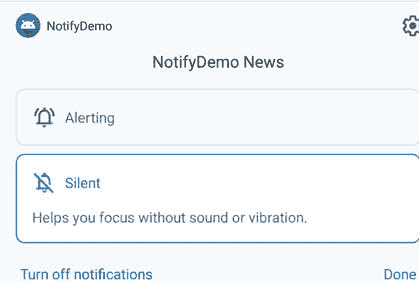 NotifyDemo
NotifyDemo News
Alerting
Silent
Helps you focus without sound or vibration.
Turn off notifications Done